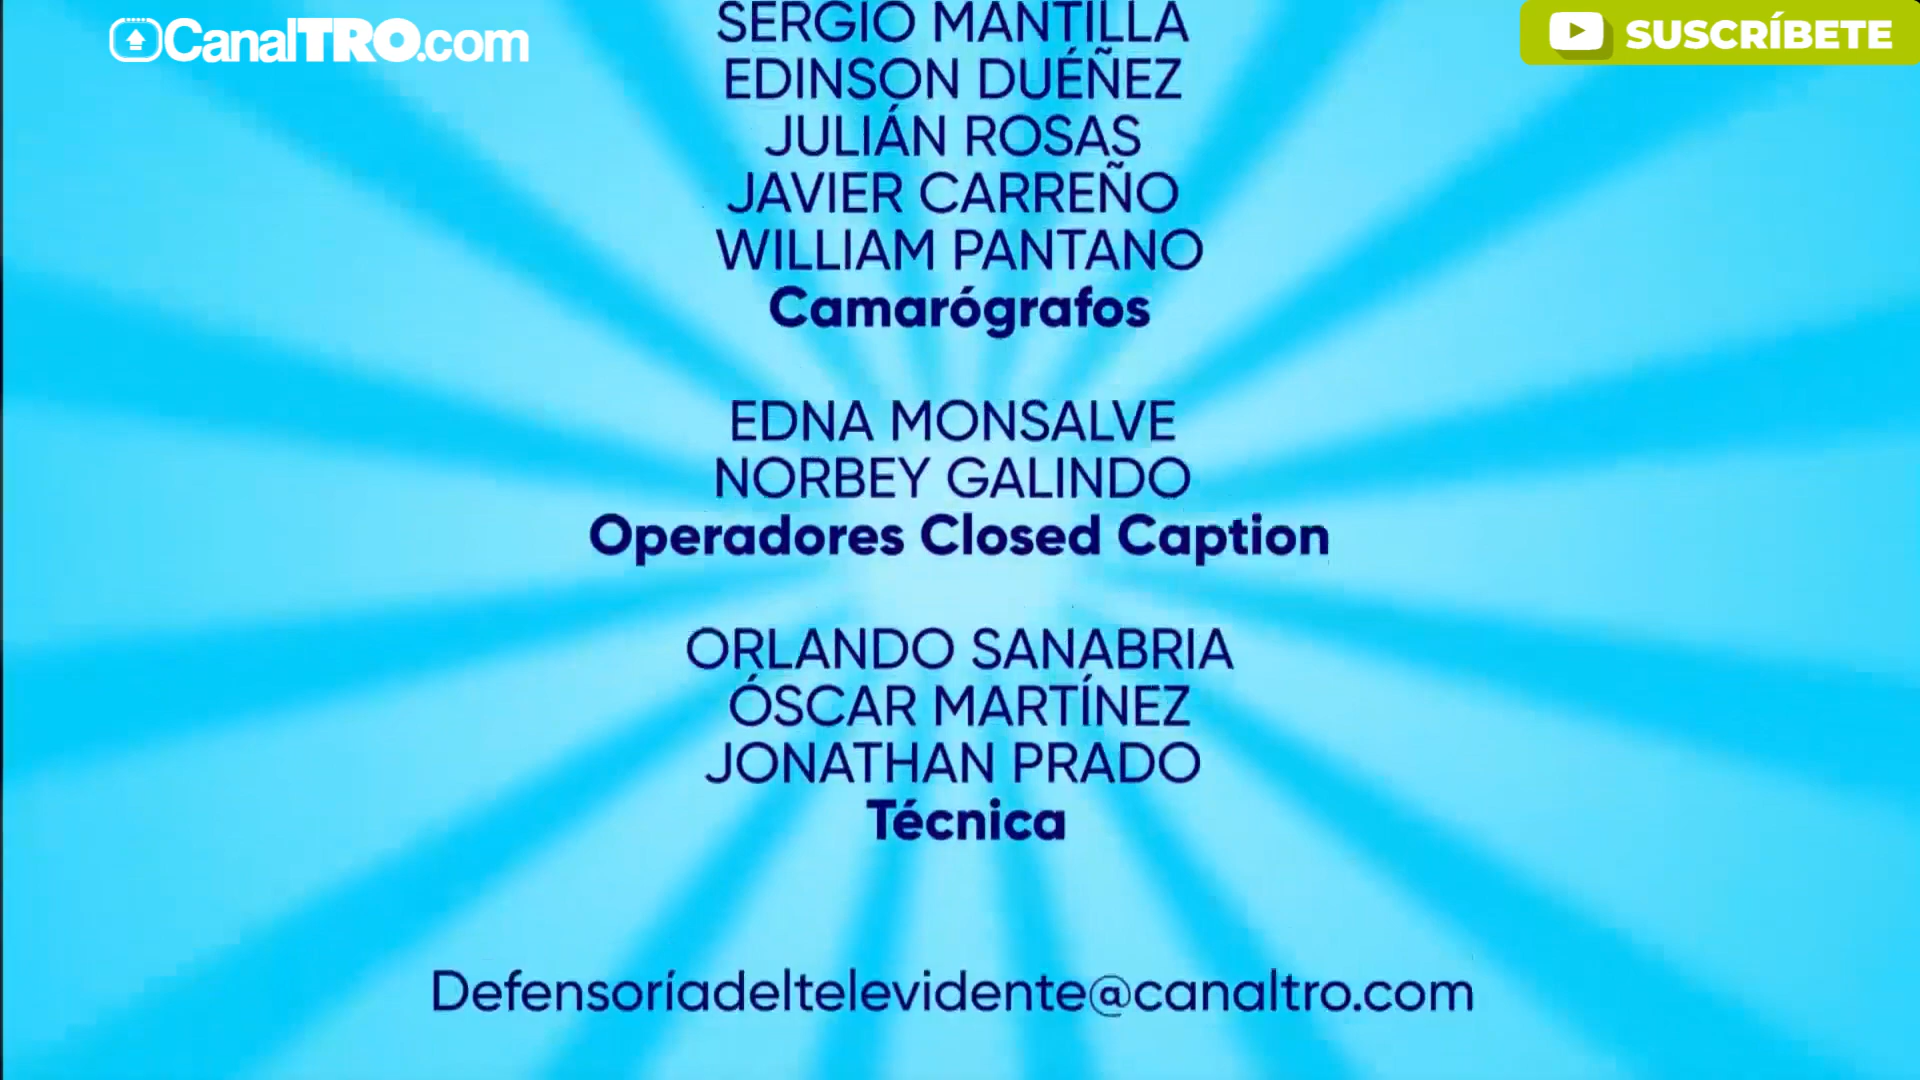 CanalTRO.com
SUSCRÍBETE
SERGIO MANTILLA
EDINSON DUÉÑEZ
JULIÁN ROSAS
JAVIER CARREÑO
WILLIAM PANTANO
Camarógrafos
EDNA MONSALVE
NORBEY GALINDO
Operadores Closed Caption
ORLANDO SANABRIA
ÓSCAR MARTÍNEZ
JONATHAN PRADO
Técnica
Defensoríadeltelevidente@canaltro.com